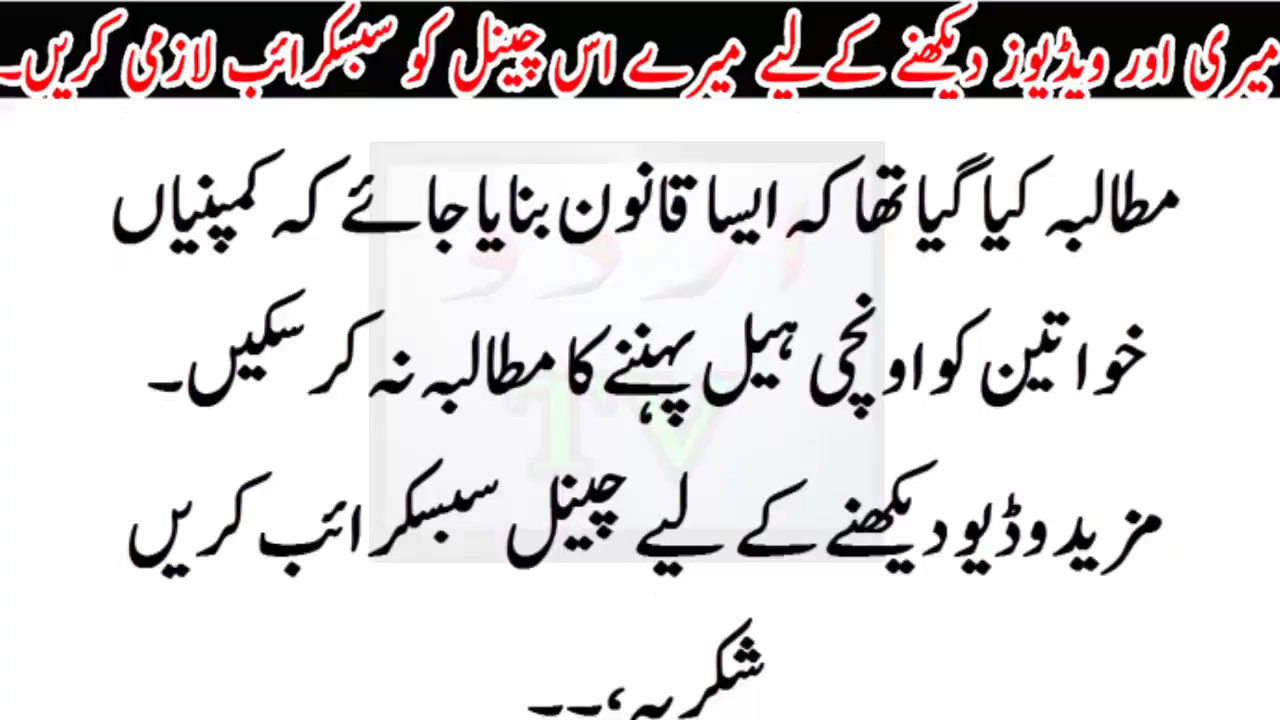 میری اور ویڈیوز دیکھنے کے لیے میرے اس چینل کو سبسکرائب لازمی کریں۔
مطالبہ کیا گیا تھا کہ ایسا قانون بنایا جائے کہ کمپنیاں
خواتین کو اونچی ہیل پہننے کا مطالبہ نہ کر سکیں۔
مزید وڈیو دیکھنے کے لیے چینل سبسکرائب کریں
شکریہ،۔۔
اردو
TV